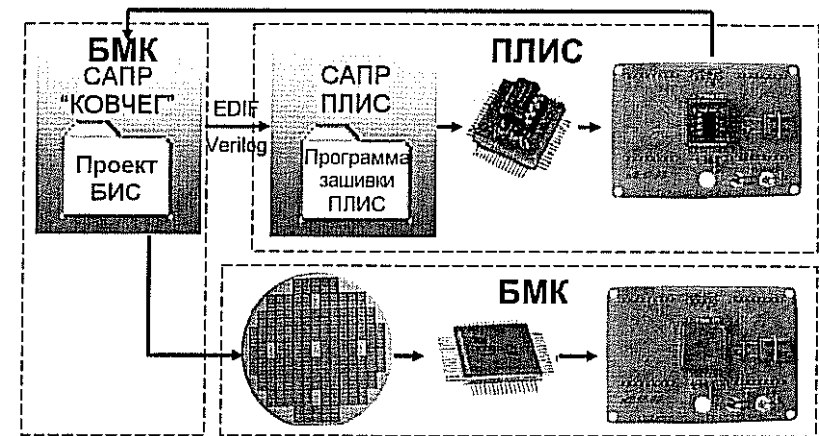 БМК
САПР
"КОВЧЕГ"
Проект
БИС
EDIF
Verilog
ПЛИС
САПР
ПЛИС
Программа
зашивки
ПЛИС
БМК